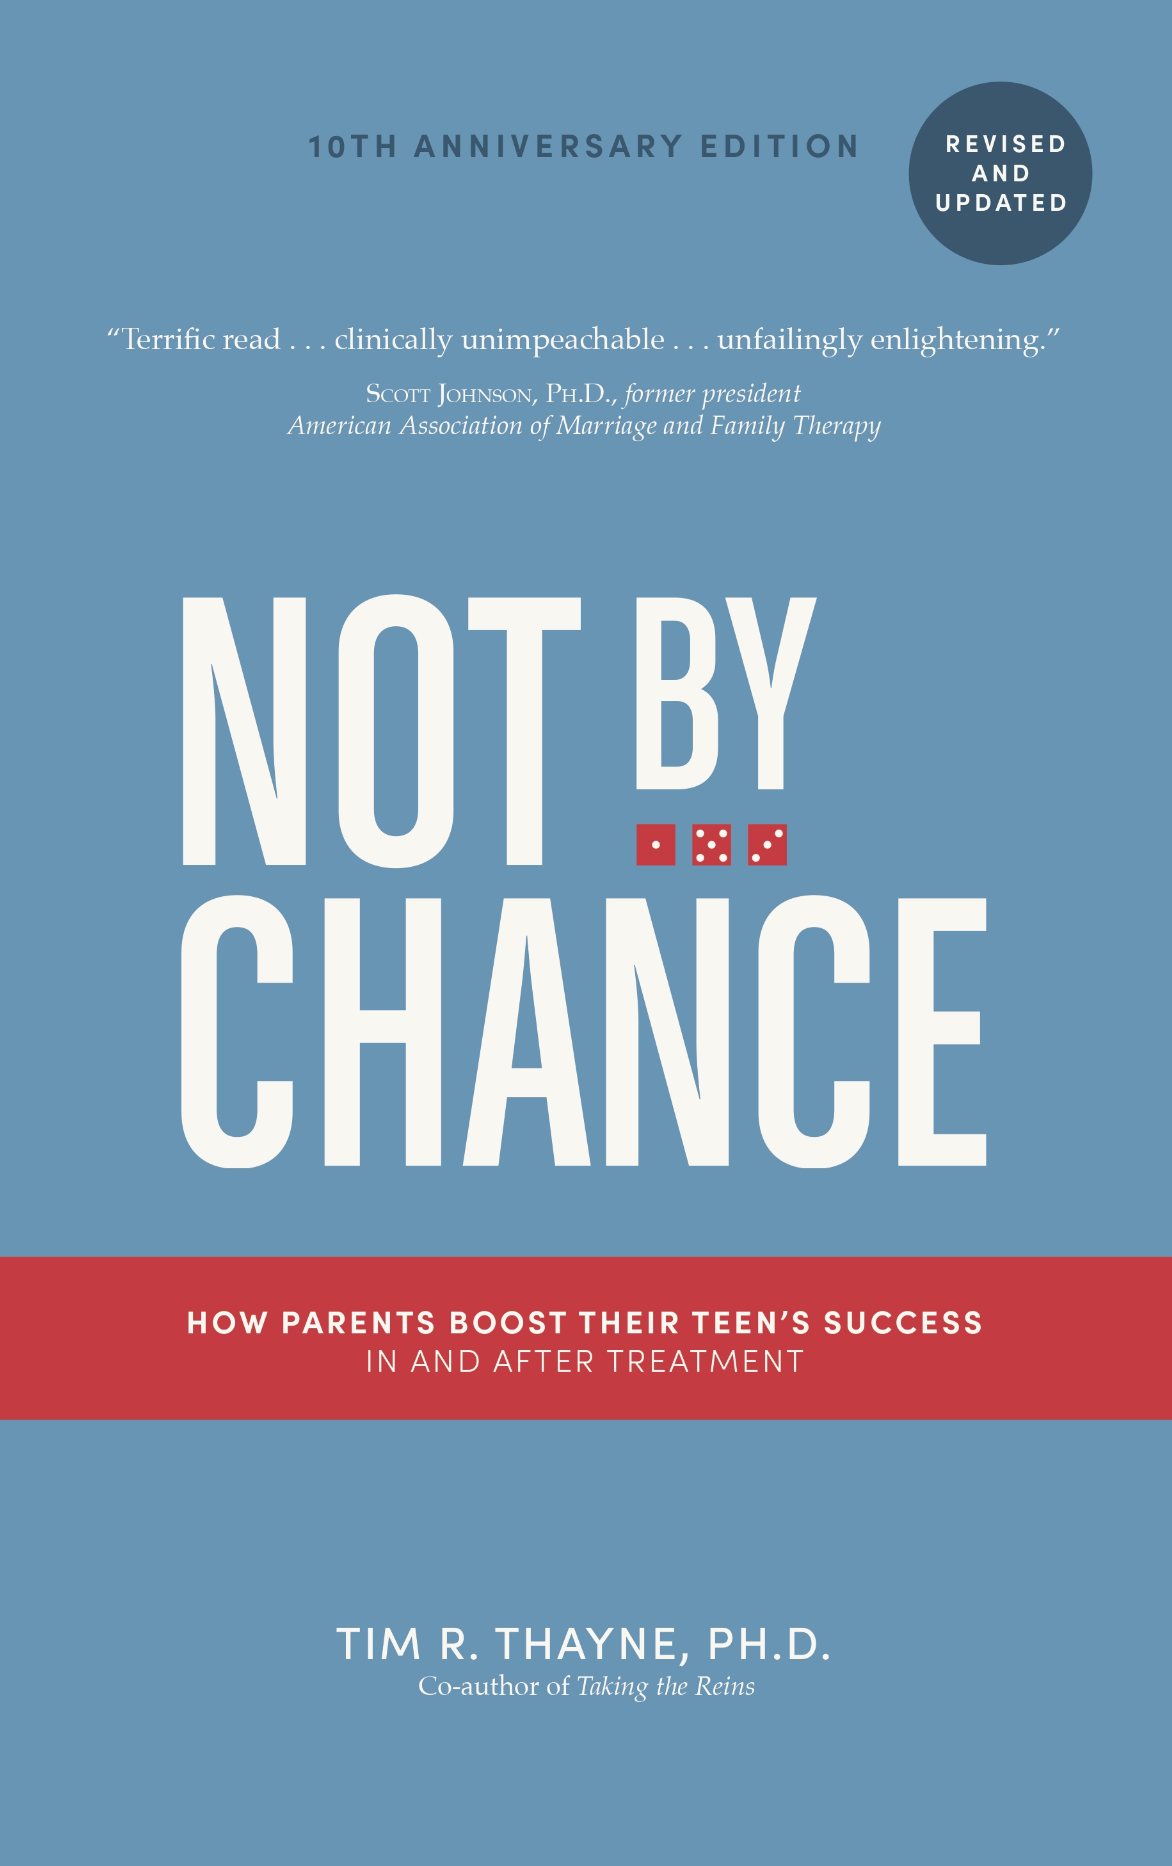 10TH ANNIVERSARY EDITION
REVISED
AND
UPDATED
“Terrific read . . . clinically unimpeachable . . . unfailingly enlightening.”
Scott Johnson, Ph.D., former president
American Association of Marriage and Family Therapy
NOT BY
CHANCE
HOW PARENTS BOOST THEIR TEEN’S SUCCESS
IN AND AFTER TREATMENT
TIM R. THAYNE, PH.D.
Co-author of Taking the Reins